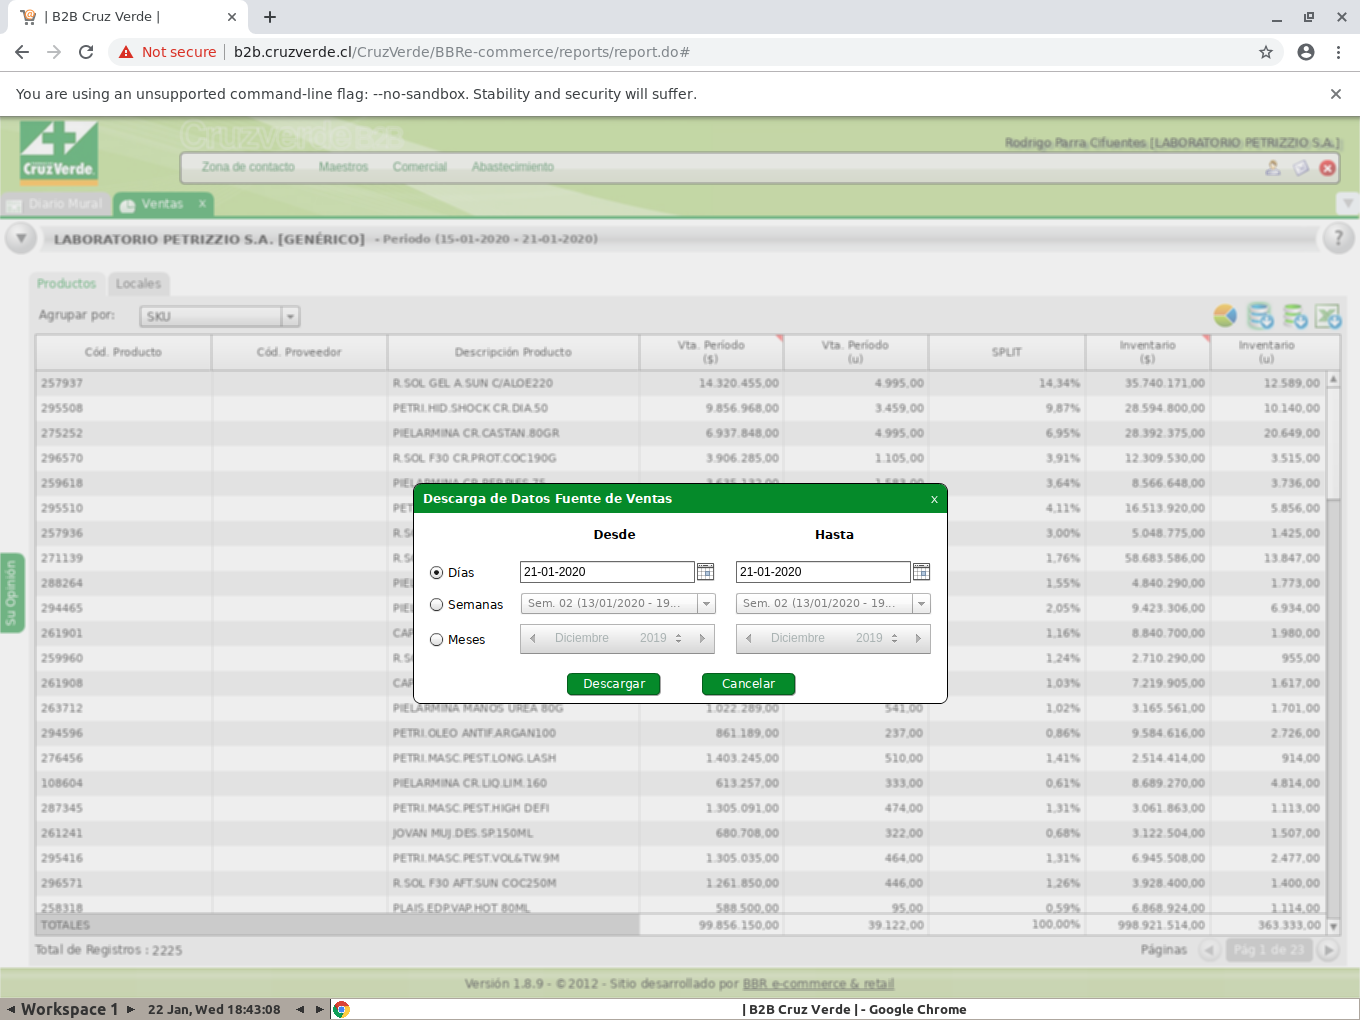 | B2B Cruz Verde |
Not secure b2b.cruzverde.cl/CruzVerde/BBRe-commerce/reports/report.do#
You are using an unsupported command-line flag: --no-sandbox. Stability and security will suffer.
Cruzverde B2B
CruzVerde.
Rodrigo Parra Cifuentes [LABORATORIO PETRIZZIO S.A.]
Zona de contacto Maestros Comercial Abastecimiento
Diario Mural Ventas x
LABORATORIO PETRIZZIO S.A. [GENÉRICO] - Periodo (15-01-2020 - 21-01-2020) ?
Productos Locales
Agrupar por: SKU
Cód. Producto Cód. Proveedor Descripción Producto Vta. Período ($) Vta. Período (u) SPLIT Inventario ($) Inventario (u)
257937 R.SOL GEL A.SUN C/ALOE220 14.320.455,00 4.995,00 14,34% 35.740.171,00 12.589,00
295508 PETRI.HID.SHOCK CR.DIA.50 9.856.968,00 3.459,00 9,87% 28.594.800,00 10.140,00
275252 PIELARMINA CR.CASTAN.80GR 6.937.848,00 4.995,00 6,95% 28.392.375,00 20.649,00
296570 R.SOL F30 CR.PROT.COC190G 3.906.285,00 1.105,00 3,91% 12.309.530,00 3.515,00
259618 3,64% 8.566.648,00 3.736,00
295510 PET 4,11% 16.513.920,00 5.856,00
257936 R.S 3,00% 5.048.775,00 1.425,00
271139 R.S 1,76% 58.683.586,00 13.847,00
288264 PIEL 1,55% 4.840.290,00 1.773,00
294465 PIEL 2,05% 9.423.306,00 6.934,00
261901 CAP 1,16% 8.840.700,00 1.980,00
259960 R.S 1,24% 2.710.290,00 955,00
261908 CAP 1,03% 7.219.905,00 1.617,00
263712 PIELARMINA MANOS UREA 80G 1.022.289,00 541,00 1,02% 3.165.561,00 1.701,00
294596 PETRI.OLEO ANTIF.ARGAN100 861.189,00 237,00 0,86% 9.584.616,00 2.726,00
276456 PETRI.MASC.PEST.LONG.LASH 1.403.245,00 510,00 1,41% 2.514.414,00 914,00
108604 PIELARMINA CR.LIQ.LIM.160 613.257,00 333,00 0,61% 8.689.270,00 4.814,00
287345 PETRI.MASC.PEST.HIGH DEFI 1.305.091,00 474,00 1,31% 3.061.863,00 1.113,00
261241 JOVAN MUJ.DES.SP.150ML 680.708,00 322,00 0,68% 3.122.504,00 1.507,00
295416 PETRI.MASC.PEST.VOL&TW.9M 1.305.035,00 464,00 1,31% 6.945.508,00 2.477,00
296571 R.SOL F30 AFT.SUN COC250M 1.261.850,00 446,00 1,26% 3.928.400,00 1.400,00
258318 PLAIS.EDP.VAP.HOT 80ML 588.500,00 95,00 0,59% 6.868.924,00 1.114,00
TOTALES 99.856.150,00 39.122,00 100,00% 998.921.514,00 363.333,00
Total de Registros : 2225 Páginas Pág 1 de 23
Su Opinión
Descarga de Datos Fuente de Ventas x
Desde Hasta
Días 21-01-2020 21-01-2020
Semanas Sem. 02 (13/01/2020 - 19... Sem. 02 (13/01/2020 - 19...
Meses Diciembre 2019 Diciembre 2019
Descargar Cancelar
Versión 1.8.9 - ©2012 - Sitio desarrollado por BBR e-commerce & retail
Workspace 1 22 Jan, Wed 18:43:08 | B2B Cruz Verde | - Google Chrome